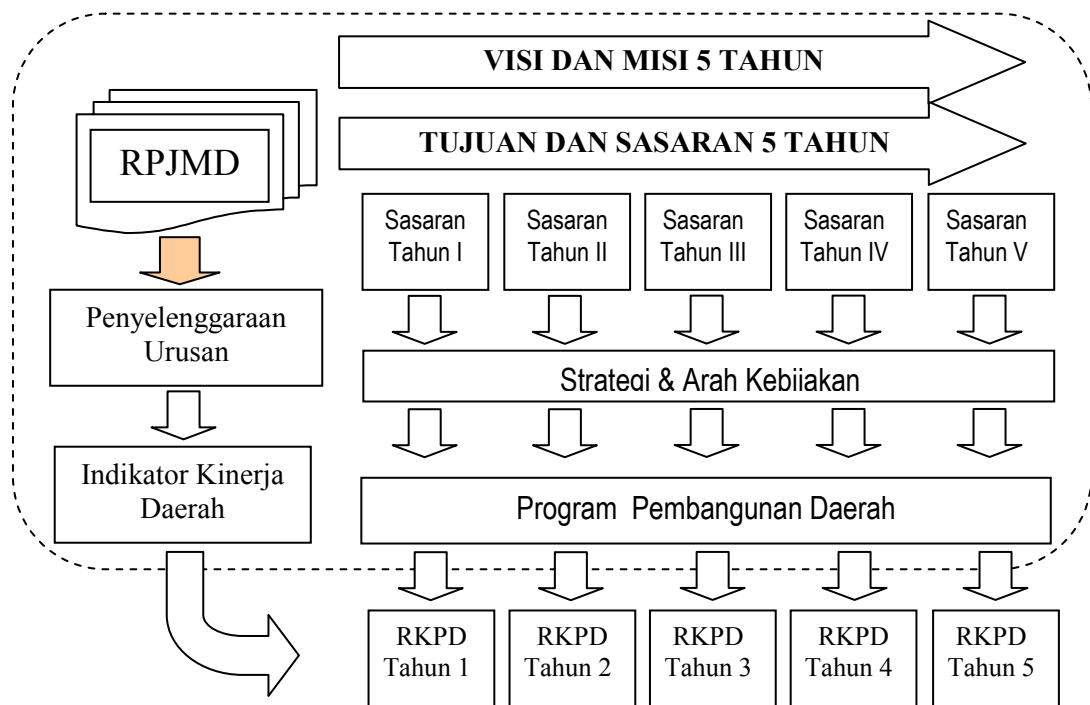 VISI DAN MISI 5 TAHUN
TUJUAN DAN SASARAN 5 TAHUN
RPJMD
Sasaran
Tahun I
Sasaran
Tahun II
Sasaran
Tahun III
Sasaran
Tahun IV
Sasaran
Tahun V
Penyelenggaraan
Urusan
Strategi & Arah Kebijakan
Indikator Kinerja
Daerah
Program Pembangunan Daerah
RKPD
Tahun 1
RKPD
Tahun 2
RKPD
Tahun 3
RKPD
Tahun 4
RKPD
Tahun 5